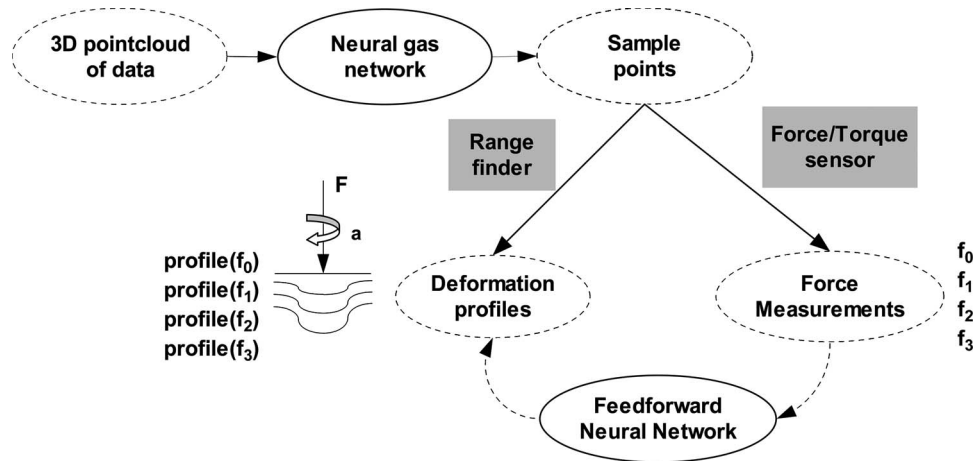 3D pointcloud
of data
Neural gas
network
Sample
points
Range
finder
Force/Torque
sensor
F
a
profile(f₀)
profile(f₁)
profile(f₂)
profile(f₃)
Deformation
profiles
Force
Measurements
f₀
f₁
f₂
f₃
Feedforward
Neural Network